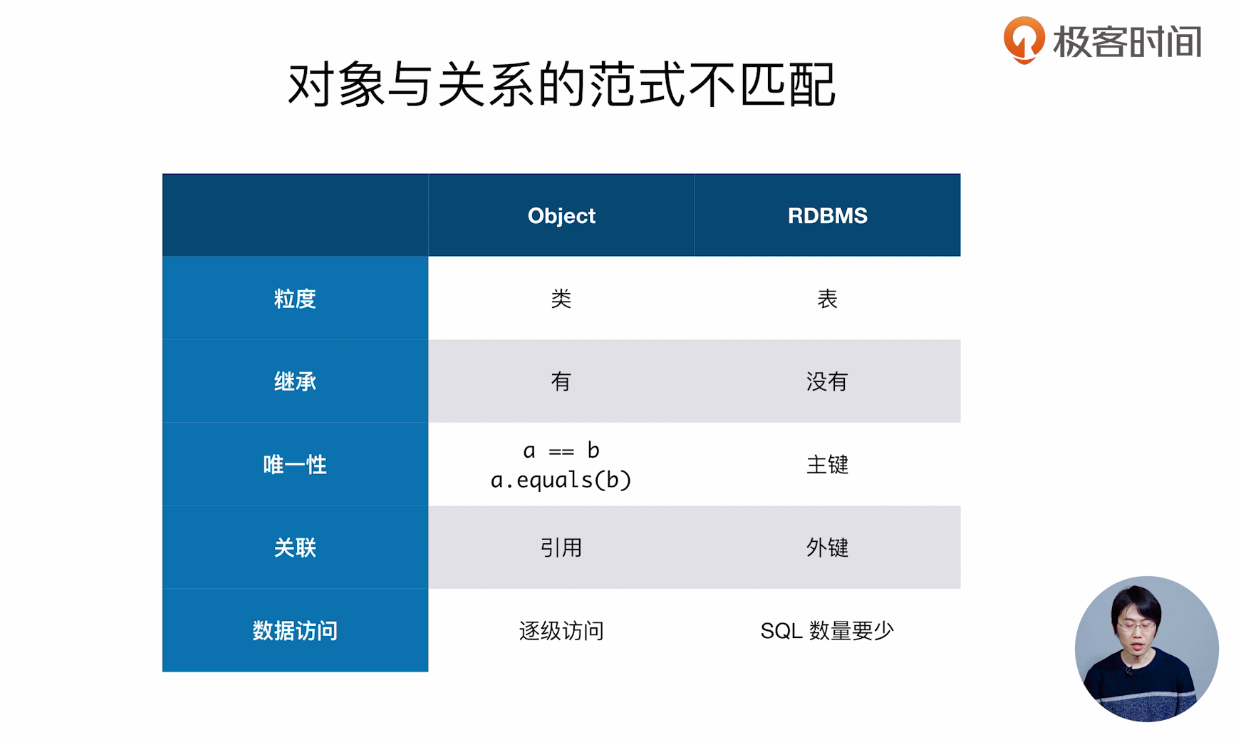 极客时间
对象与关系的范式不匹配
Object RDBMS
粒度 类 表
继承 有 没有
唯一性 a == b
a.equals(b) 主键
关联 引用 外键
数据访问 逐级访问 SQL 数量要少